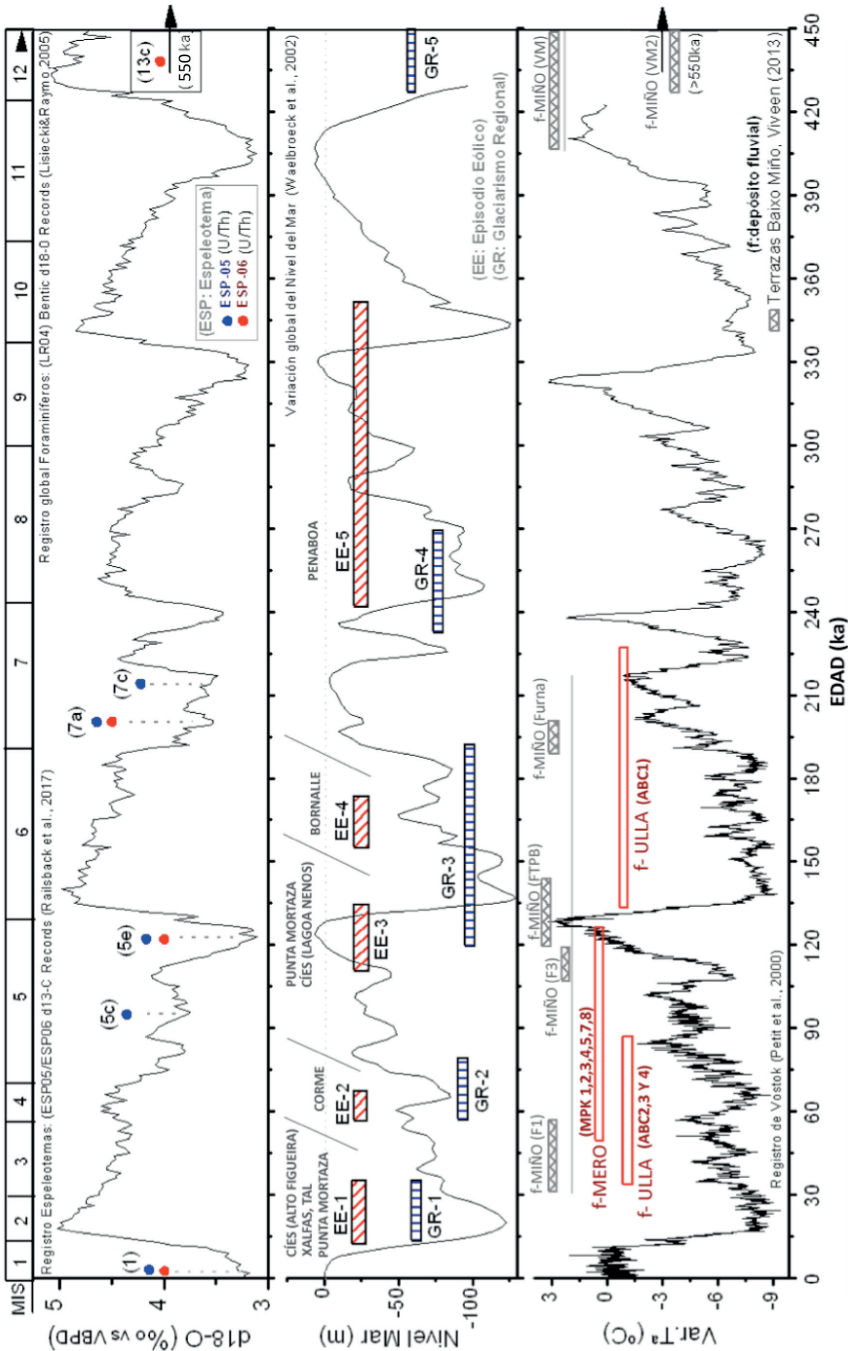 MIS
1
2
3
4
5
6
7
8
9
10
11
12
Registro Espeleotemas: (ESP05/ESP06 d13-C Records (Railsback et al., 2017)
Registro global Foraminíferos: (LR04) Bentic d18-O Records (Lisiecki&Raymo 2005)
(1)
(5c)
(5e)
(7a)
(7c)
(13c)
(550 ka)
(ESP: Espeleotema)
ESP-05 (U/Th)
ESP-06 (U/Th)
5
4
3
d18-O (‰ vs VBPD)
Variación global del Nivel del Mar (Waelbroeck et al., 2002)
CÍES (ALTO FIGUEIRA)
XALFAS, TAL
PUNTA MORTAZA
CORME
PUNTA MORTAZA
CÍES (LAGOA NENOS)
BORNALLE
PENABOA
EE-1
EE-2
EE-3
EE-4
EE-5
GR-1
GR-2
GR-3
GR-4
GR-5
(EE: Episodio Eólico)
(GR: Glaciarismo Regional)
0
-50
-100
Nivel Mar (m)
f-MIÑO (F1)
f-MIÑO (F3)
f-MIÑO (FTPB)
f-MIÑO (Furna)
f-MIÑO (VM)
f-MIÑO (VM2)
(>550ka)
f-MERO
(MPK 1,2,3,4,5,7,8)
f- ULLA (ABC2,3 Y 4)
f- ULLA (ABC1)
(f:depósito fluvial)
Terrazas Baixo Miño, Viveen (2013)
Registro de Vostok (Petit et al., 2000)
3
0
-3
-6
-9
Var.Tª (ºC)
0
30
60
90
120
150
180
210
240
270
300
330
360
390
420
450
EDAD (ka)